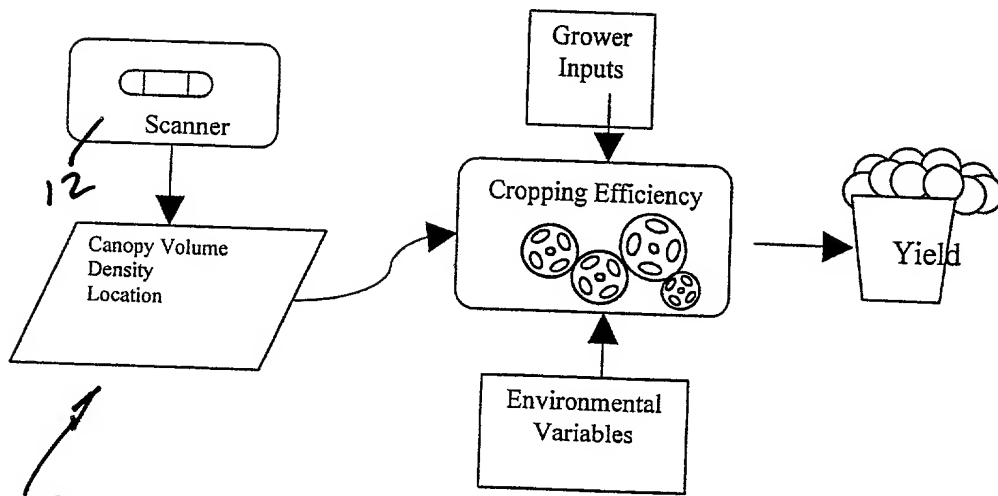 Scanner
12
Canopy Volume
Density
Location
Grower
Inputs
Cropping Efficiency
Environmental
Variables
Yield